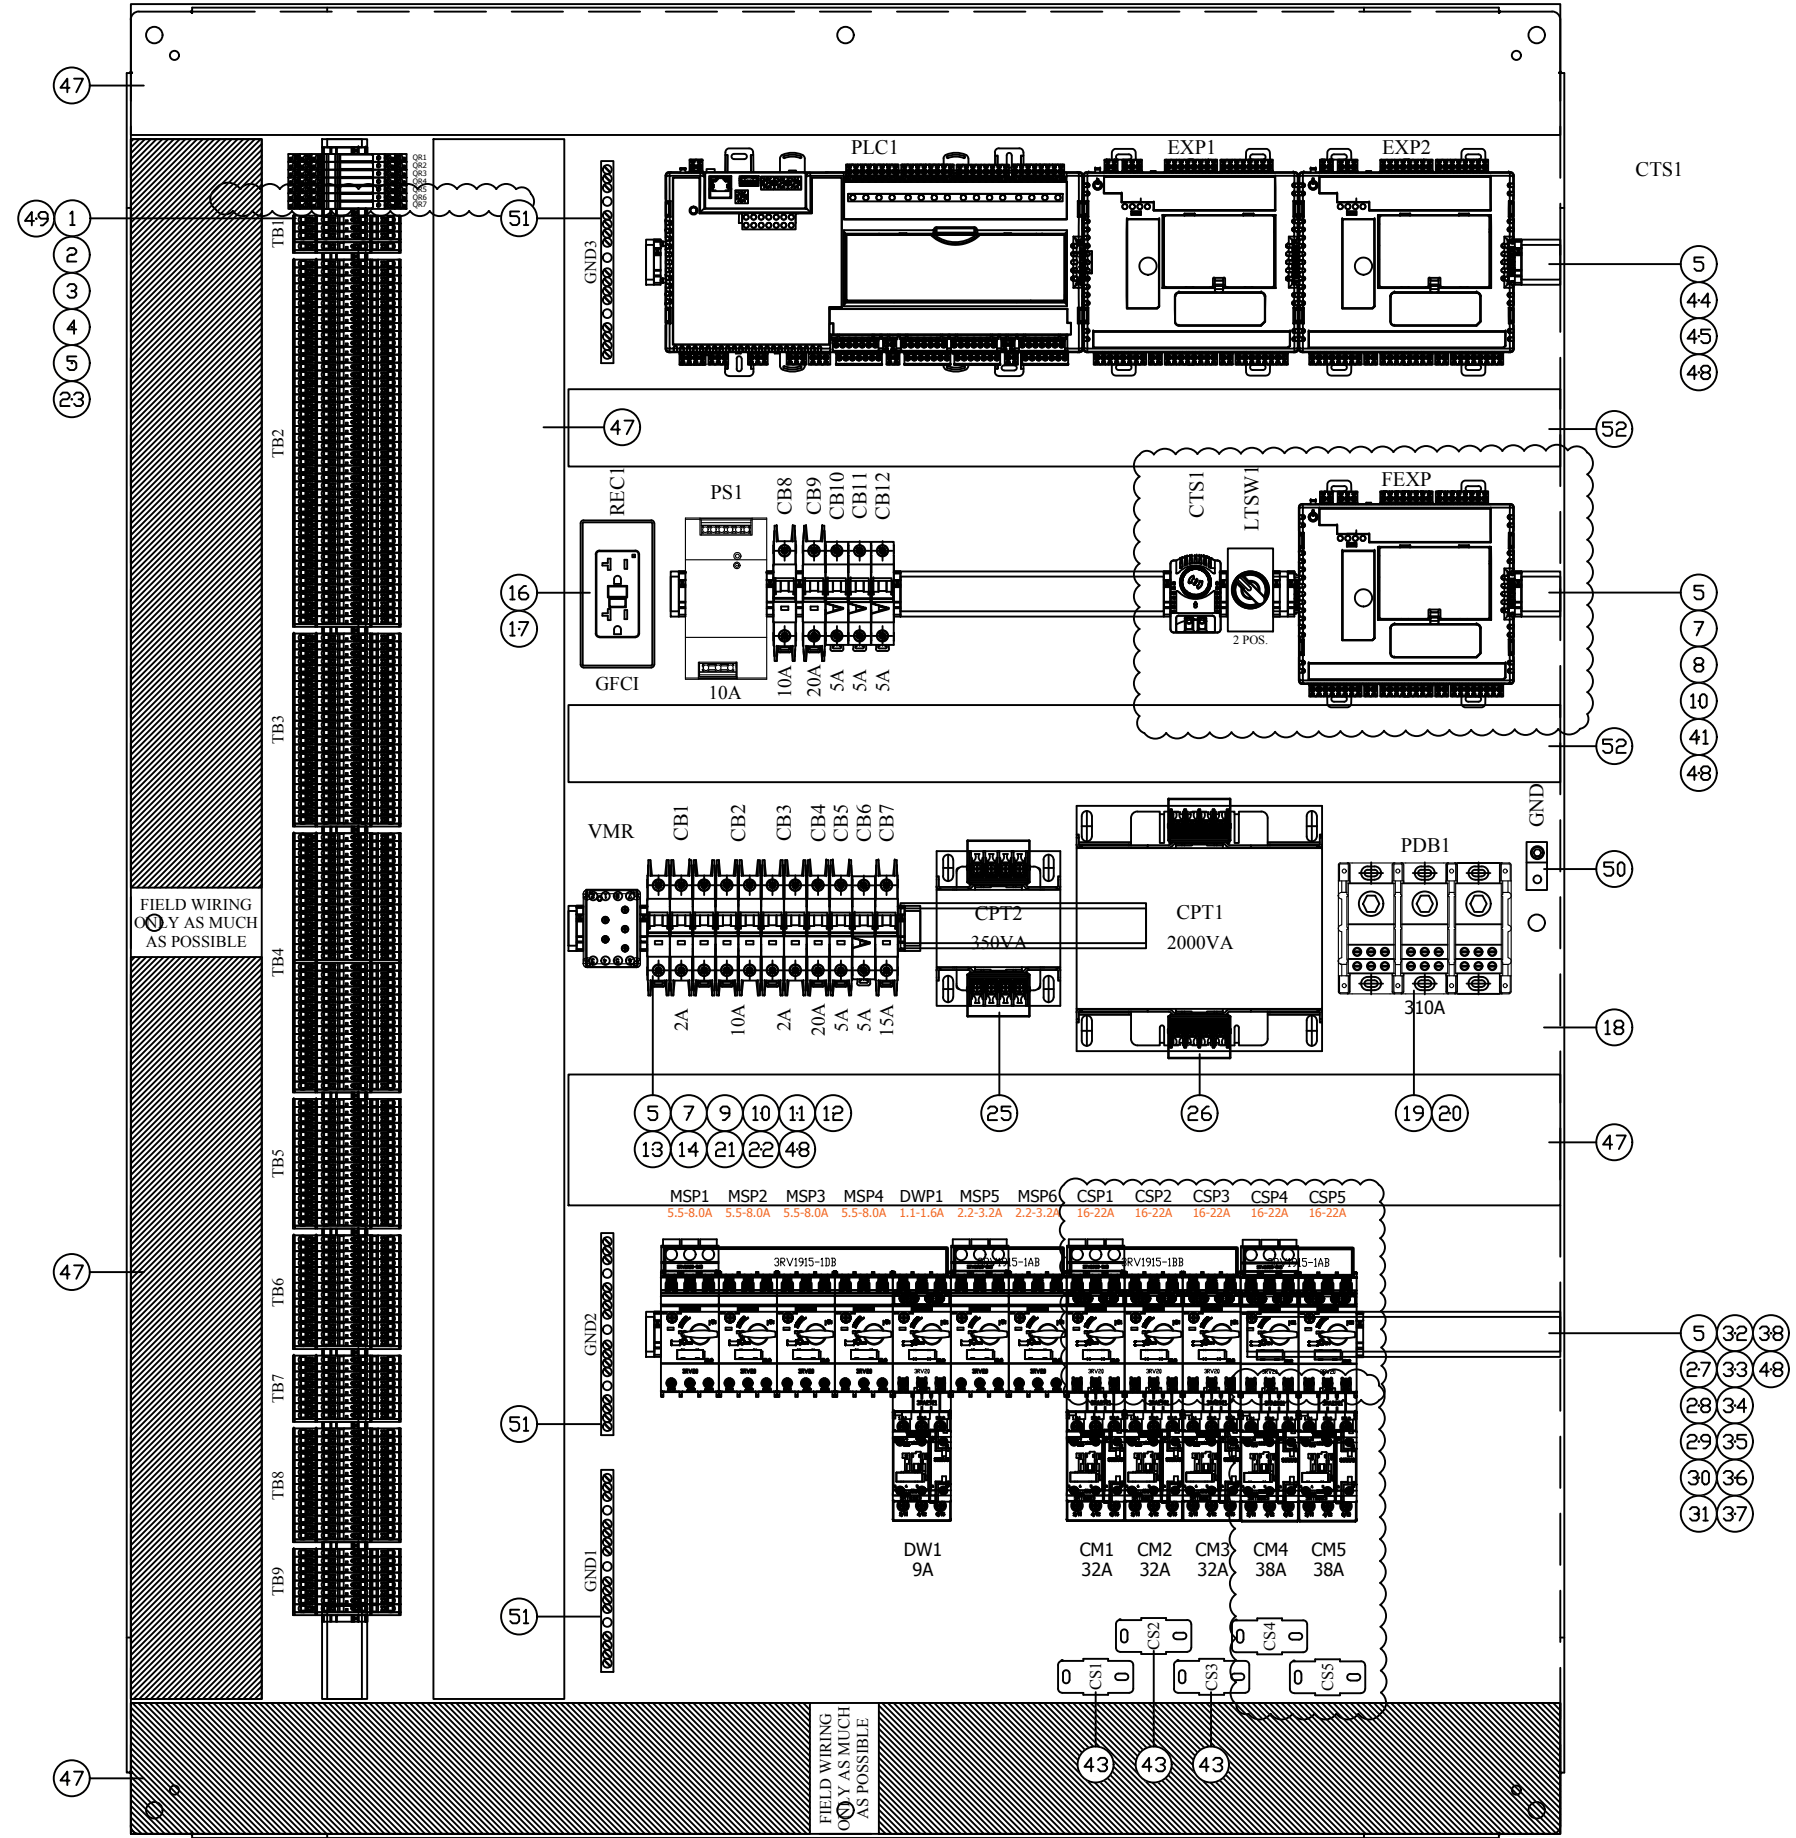 47
PLC1
EXP1
EXP2
CTS1
QR1
QR2
QR3
QR4
QR5
QR6
QR7
49 1
2
3
4
5
23
TB1
51
GND3
5
44
45
48
TB2
47
52
REC1
PS1
CB8
CB9
CB10
CB11
CB12
CTS1
LTSW1
FEXP
16
17
GFCI
10A
10A
20A
5A
5A
5A
2 POS.
5
7
8
10
41
48
TB3
52
VMR
CB1
CB2
CB3
CB4
CB5
CB6
CB7
GND
PDB1
50
FIELD WIRING
ONLY AS MUCH
AS POSSIBLE
CPT2
350VA
CPT1
2000VA
TB4
2A
10A
2A
20A
5A
5A
15A
310A
18
5 7 9 10 11 12
13 14 21 22 48
25
26
19 20
47
TB5
MSP1 MSP2 MSP3 MSP4 DWP1 MSP5 MSP6 CSP1 CSP2 CSP3 CSP4 CSP5
5.5-8.0A 5.5-8.0A 5.5-8.0A 5.5-8.0A 1.1-1.6A 2.2-3.2A 2.2-3.2A 16-22A 16-22A 16-22A 16-22A 16-22A
3RV1915-1DB
3RV1915-1BB
47
TB6
GND2
5 32 38
27 33 48
28 34
29 35
30 36
31 37
TB7
51
TB8
GND1
DW1
9A
CM1
32A
CM2
32A
CM3
32A
CM4
38A
CM5
38A
TB9
51
CS2
CS4
CS1
CS3
CS5
43
43
43
47
FIELD WIRING
ONLY AS MUCH
AS POSSIBLE